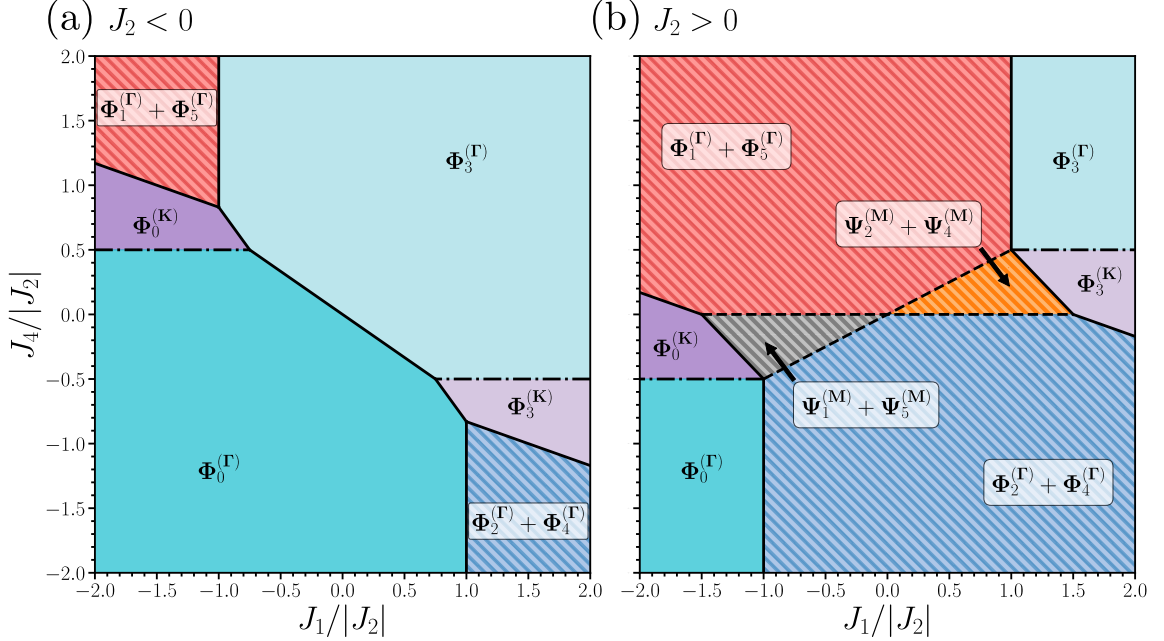 (a) J₂ < 0
(b) J₂ > 0
J₄/|J₂|
2.0
1.5
1.0
0.5
0.0
−0.5
−1.0
−1.5
−2.0
Φ₁^(Γ) + Φ₅^(Γ)
Φ₃^(Γ)
Φ₀^(K)
Φ₃^(K)
Φ₀^(Γ)
Φ₂^(Γ) + Φ₄^(Γ)
−2.0 −1.5 −1.0 −0.5 0.0 0.5 1.0 1.5 2.0
J₁/|J₂|
Φ₁^(Γ) + Φ₅^(Γ)
Φ₃^(Γ)
Ψ₂^(M) + Ψ₄^(M)
Φ₃^(K)
Φ₀^(K)
Ψ₁^(M) + Ψ₅^(M)
Φ₀^(Γ)
Φ₂^(Γ) + Φ₄^(Γ)
−2.0 −1.5 −1.0 −0.5 0.0 0.5 1.0 1.5 2.0
J₁/|J₂|